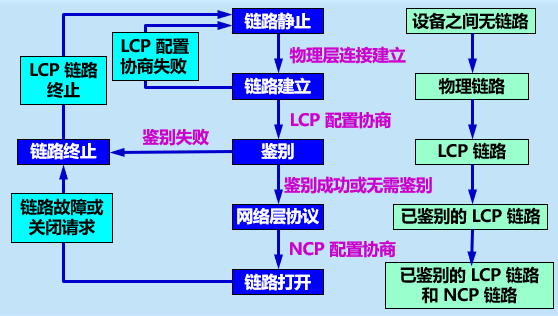 链路静止
设备之间无链路
LCP 配置
协商失败
物理层连接建立
LCP 链路
终止
链路建立
物理链路
LCP 配置协商
鉴别失败
链路终止
鉴别
LCP 链路
鉴别成功或无需鉴别
链路故障或
关闭请求
网络层协议
已鉴别的 LCP 链路
NCP 配置协商
链路打开
已鉴别的 LCP 链路
和 NCP 链路